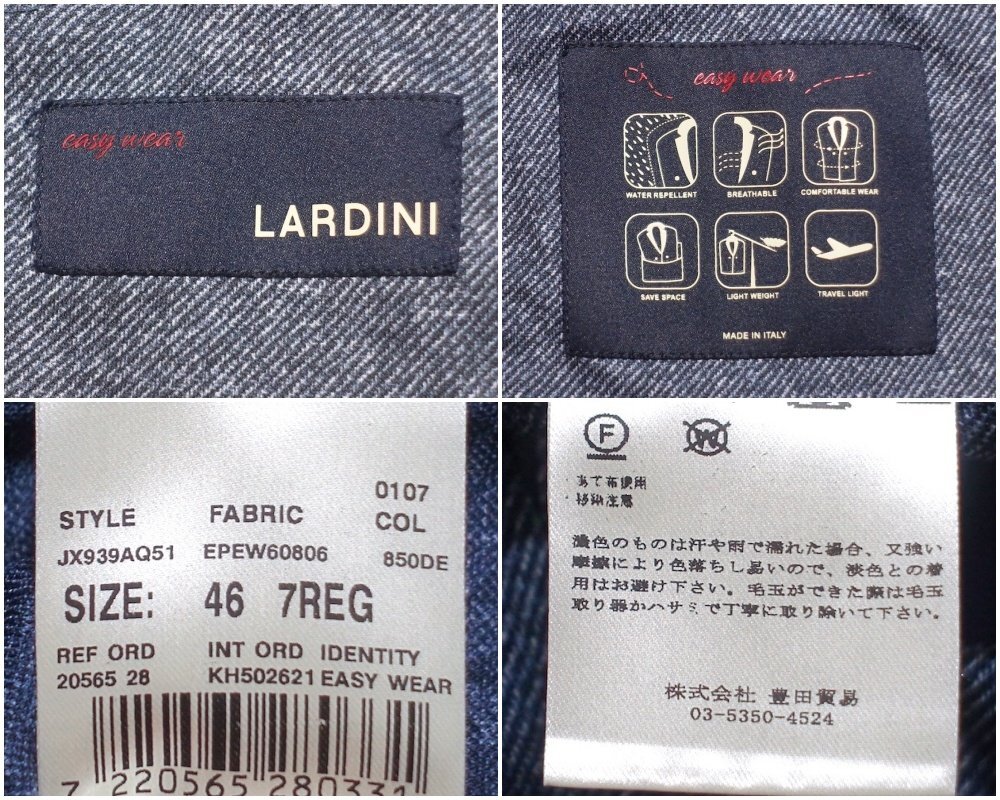 easy wear
LARDINI
easy wear
WATER REPELLENT
BREATHABLE
COMFORTABLE WEAR
SAVE SPACE
LIGHT WEIGHT
TRAVEL LIGHT
MADE IN ITALY
0107
STYLE FABRIC COL
JX939AQ51 EPEW60806 850DE
SIZE: 46 7REG
REF ORD INT ORD IDENTITY
20565 28 KH502621 EASY WEAR
7 220565 280331
F
W
あて布使用
移染注意
濃色のものは汗や雨で濡れた場合、又強い
摩擦により色落ちし易いので、淡色との着
用はお避け下さい。毛玉ができた際は毛玉
取り器かハサミで丁寧に取り除いて下さい。
株式会社 豊田貿易
03-5350-4524